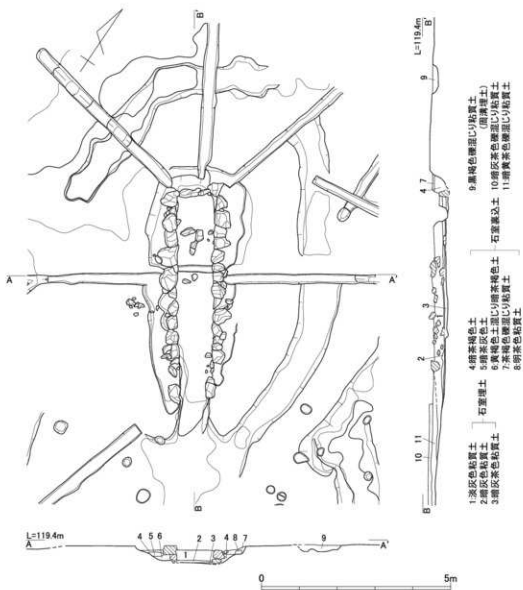 B'
A
A'
B
L=119.4m
A
A'
4
5
6
1
2
3
4
8
7
9
0
5m
B'
L=119.4m
9
7
4
3
1
2
11
10
B
1:淡灰色粘質土
2:暗灰色粘質土
3:暗灰茶色粘質土
石室埋土
4:暗茶褐色土
5:暗茶灰色土
6:黄褐色土混じり暗茶褐色土
7:茶褐色礫混じり粘質土
8:明茶色粘質土
石室裏込土
9:黒褐色礫混じり粘質土
(周溝埋土)
10:暗灰茶色礫混じり粘質土
11:暗黄茶色礫混じり粘質土